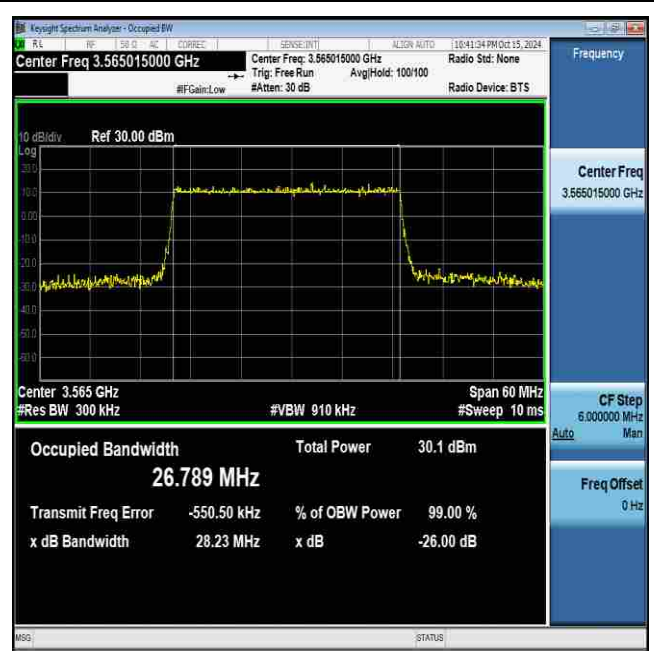 Keysight Spectrum Analyzer - Occupied BW
RL RF 50 Ω AC CORREC SENSE:INT ALIGN AUTO 10:41:34 PM Oct 15, 2024
Center Freq 3.565015000 GHz
Center Freq: 3.565015000 GHz
Radio Std: None
Trig: Free Run Avg|Hold: 100/100
#IFGain:Low
#Atten: 30 dB
Radio Device: BTS
10 dB/div Ref 30.00 dBm
Log
20.0
10.0
0.00
-10.0
-20.0
-30.0
-40.0
-50.0
-60.0
Center 3.565 GHz Span 60 MHz
#Res BW 300 kHz #VBW 910 kHz #Sweep 10 ms
Occupied Bandwidth
26.789 MHz
Total Power 30.1 dBm
Transmit Freq Error -550.50 kHz % of OBW Power 99.00 %
x dB Bandwidth 28.23 MHz x dB -26.00 dB
Frequency
Center Freq
3.565015000 GHz
CF Step
6.000000 MHz
Auto Man
Freq Offset
0 Hz
MSG STATUS